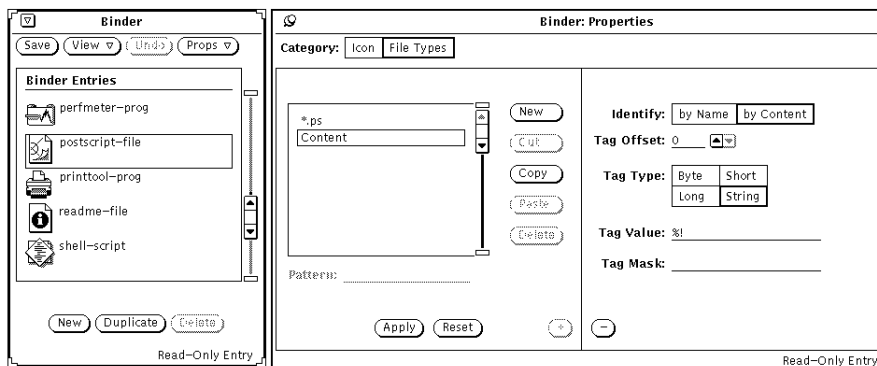 Binder
Save View Undo Props
Binder Entries
perfmeter-prog
postscript-file
printtool-prog
readme-file
shell-script
New Duplicate Delete
Read-Only Entry
Binder: Properties
Category: Icon File Types
*.ps
Content
New
Cut
Copy
Paste
Delete
Pattern:
Apply Reset +
Identify: by Name by Content
Tag Offset: 0
Tag Type: Byte Short
Long String
Tag Value: %!
Tag Mask:
−
Read-Only Entry